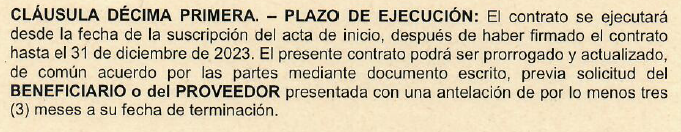 CLÁUSULA DÉCIMA PRIMERA. – PLAZO DE EJECUCIÓN: El contrato se ejecutará
desde la fecha de la suscripción del acta de inicio, después de haber firmado el contrato
hasta el 31 de diciembre de 2023. El presente contrato podrá ser prorrogado y actualizado,
de común acuerdo por las partes mediante documento escrito, previa solicitud del
BENEFICIARIO o del PROVEEDOR presentada con una antelación de por lo menos tres
(3) meses a su fecha de terminación.